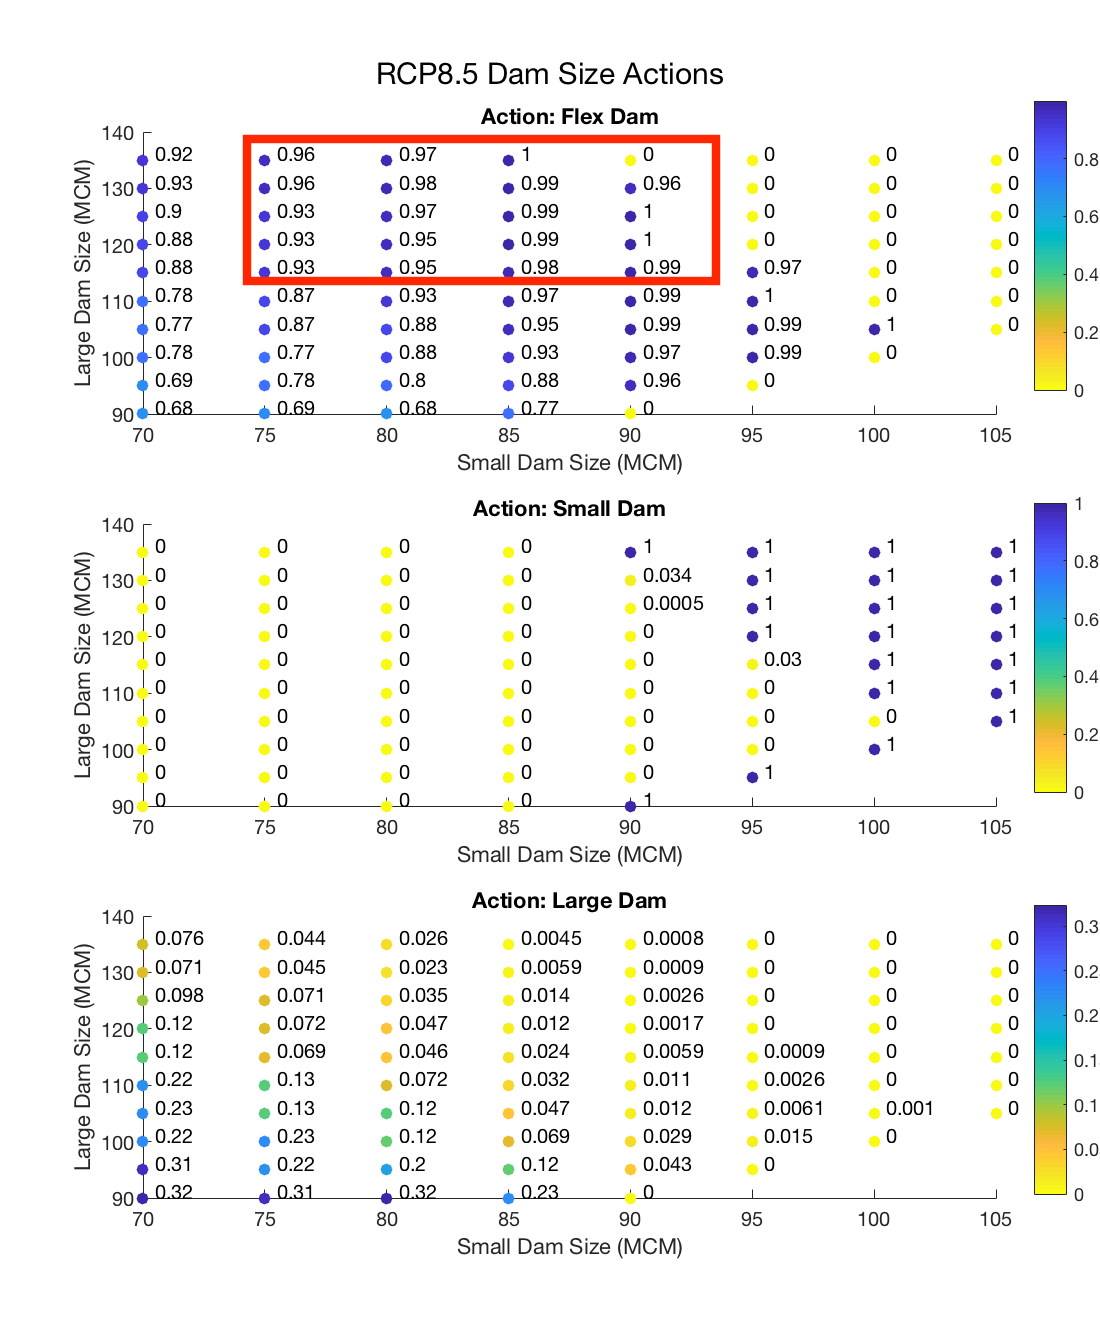 RCP8.5 Dam Size Actions
Action: Flex Dam
140
0.92 0.96 0.97 1 0 0 0 0
130
0.93 0.96 0.98 0.99 0.96 0 0 0
0.9 0.93 0.97 0.99 1 0 0 0
120
0.88 0.93 0.95 0.99 1 0 0 0
0.88 0.93 0.95 0.98 0.99 0.97 0 0
110
0.78 0.87 0.93 0.97 0.99 1 0 0
0.77 0.87 0.88 0.95 0.99 0.99 1 0
100
0.78 0.77 0.88 0.93 0.97 0.99 0
0.69 0.78 0.8 0.88 0.96 0
90
0.68 0.69 0.68 0.77 0
70 75 80 85 90 95 100 105
Small Dam Size (MCM)
Large Dam Size (MCM)
0.8
0.6
0.4
0.2
0
Action: Small Dam
140
0 0 0 0 1 1 1 1
130
0 0 0 0 0.034 1 1 1
0 0 0 0 0.0005 1 1 1
120
0 0 0 0 0 1 1 1
0 0 0 0 0 0.03 1 1
110
0 0 0 0 0 0 1 1
0 0 0 0 0 0 0 1
100
0 0 0 0 0 0 1
0 0 0 0 0 1
90
0 0 0 0 1
70 75 80 85 90 95 100 105
Small Dam Size (MCM)
Large Dam Size (MCM)
1
0.8
0.6
0.4
0.2
0
Action: Large Dam
140
0.076 0.044 0.026 0.0045 0.0008 0 0 0
130
0.071 0.045 0.023 0.0059 0.0009 0 0 0
0.098 0.071 0.035 0.014 0.0026 0 0 0
120
0.12 0.072 0.047 0.012 0.0017 0 0 0
0.12 0.069 0.046 0.024 0.0059 0.0009 0 0
110
0.22 0.13 0.072 0.032 0.011 0.0026 0 0
0.23 0.13 0.12 0.047 0.012 0.0061 0.001 0
100
0.22 0.23 0.12 0.069 0.029 0.015 0
0.31 0.22 0.2 0.12 0.043 0
90
0.32 0.31 0.32 0.23 0
70 75 80 85 90 95 100 105
Small Dam Size (MCM)
Large Dam Size (MCM)
0.3
0.2
0.2
0.1
0.1
0.0
0